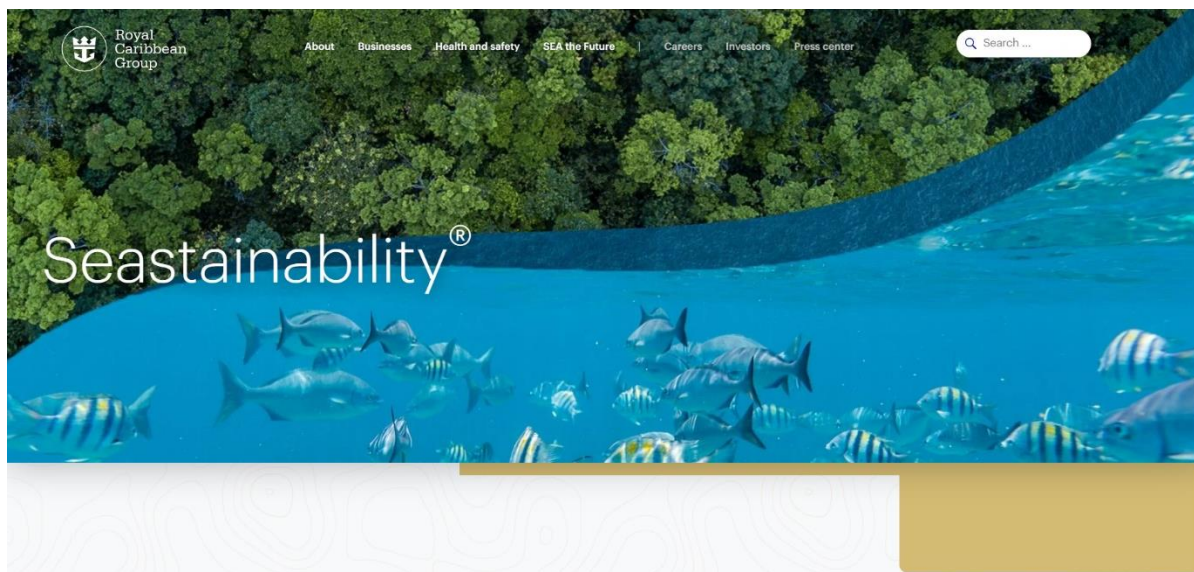 Royal
Caribbean
Group
About Businesses Health and safety SEA the Future | Careers Investors Press center
Search ...
Seastainability®